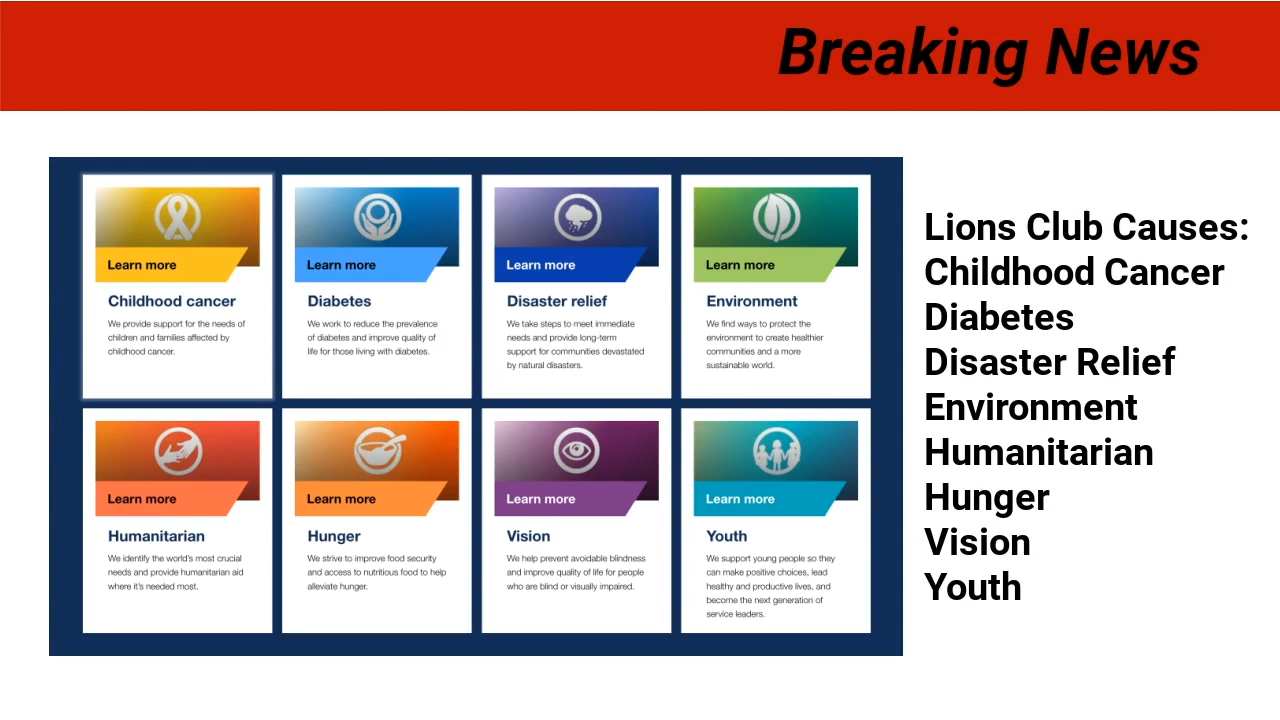 Breaking News
Learn more
Childhood cancer
We provide support for the needs of
children and families affected by
childhood cancer.
Learn more
Diabetes
We work to reduce the prevalence
of diabetes and improve quality of
life for those living with diabetes.
Learn more
Disaster relief
We take steps to meet immediate
needs and provide long-term
support for communities devastated
by natural disasters.
Learn more
Environment
We find ways to protect the
environment to create healthier
communities and a more
sustainable world.
Learn more
Humanitarian
We identify the world's most crucial
needs and provide humanitarian aid
where it's needed most.
Learn more
Hunger
We strive to improve food security
and access to nutritious food to help
alleviate hunger.
Learn more
Vision
We help prevent avoidable blindness
and improve quality of life for people
who are blind or visually impaired.
Learn more
Youth
We support young people so they
can make positive choices, lead
healthy and productive lives, and
become the next generation of
service leaders.
Lions Club Causes:
Childhood Cancer
Diabetes
Disaster Relief
Environment
Humanitarian
Hunger
Vision
Youth